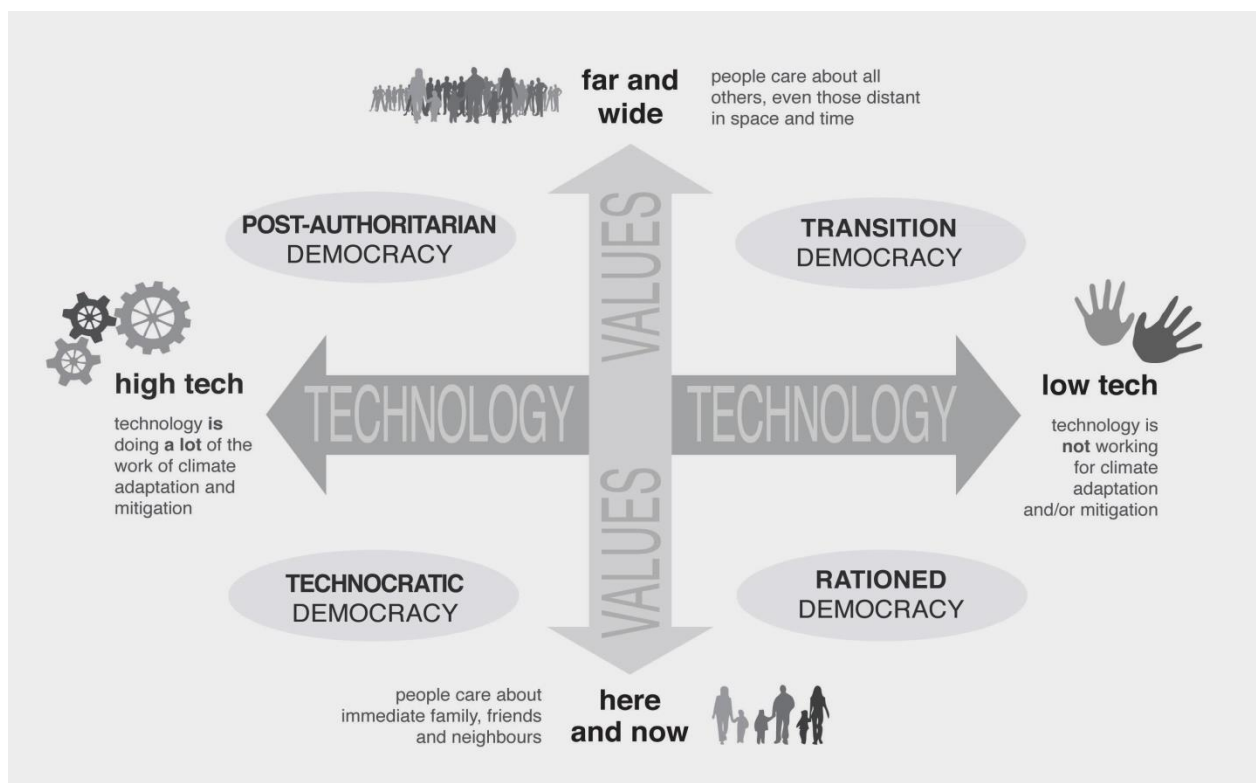 far and
wide
people care about all
others, even those distant
in space and time
POST-AUTHORITARIAN
DEMOCRACY
TRANSITION
DEMOCRACY
VALUES
high tech
technology is
doing a lot of the
work of climate
adaptation and
mitigation
TECHNOLOGY
TECHNOLOGY
low tech
technology is
not working
for climate
adaptation
and/or mitigation
VALUES
TECHNOCRATIC
DEMOCRACY
RATIONED
DEMOCRACY
people care about
immediate family, friends
and neighbours
here
and now